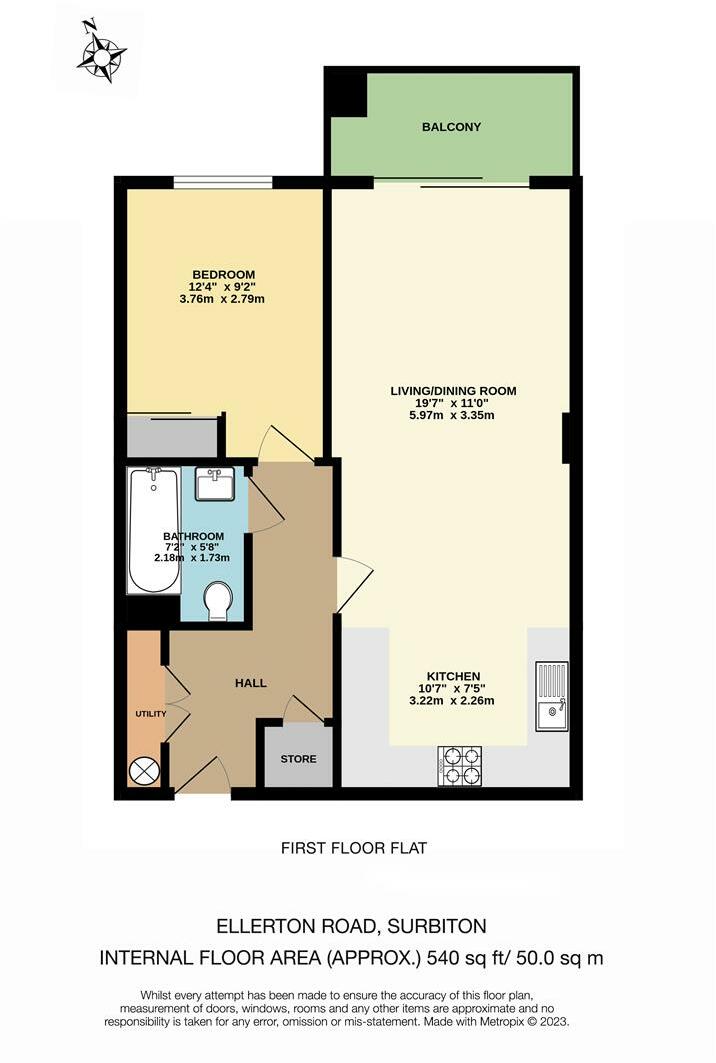 N
BALCONY
BEDROOM
12'4" x 9'2"
3.76m x 2.79m
LIVING/DINING ROOM
19'7" x 11'0"
5.97m x 3.35m
BATHROOM
7'2" x 5'8"
2.18m x 1.73m
KITCHEN
10'7" x 7'5"
3.22m x 2.26m
HALL
UTILITY
STORE
FIRST FLOOR FLAT
ELLERTON ROAD, SURBITON
INTERNAL FLOOR AREA (APPROX.) 540 sq ft/ 50.0 sq m
Whilst every attempt has been made to ensure the accuracy of this floor plan,
measurement of doors, windows, rooms and any other items are approximate and no
responsibility is taken for any error, omission or mis-statement. Made with Metropix © 2023.